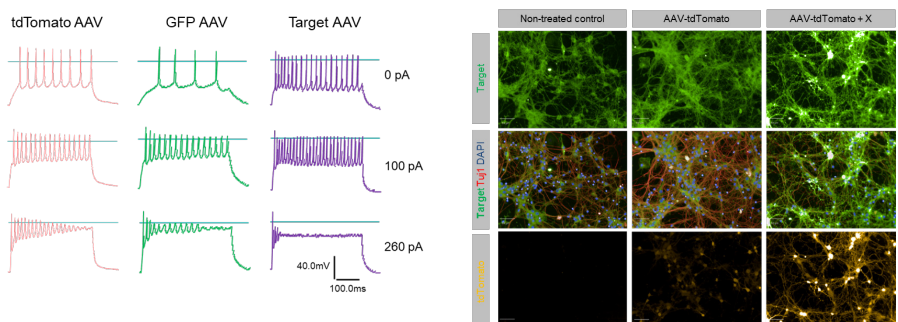 tdTomato AAV GFP AAV Target AAV
0 pA
100 pA
260 pA
40.0mV
100.0ms
Non-treated control AAV-tdTomato AAV-tdTomato + X
Target
Target Tuj1 DAPI